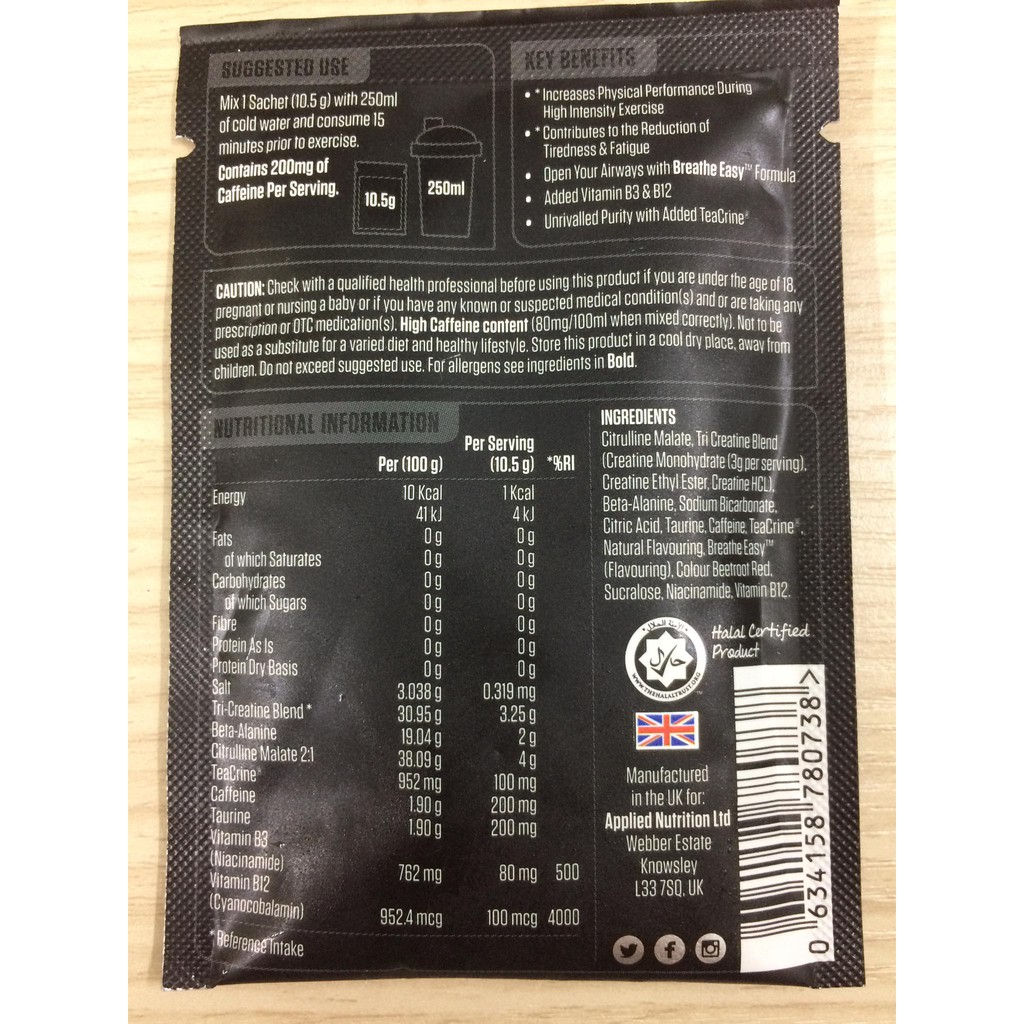 SUGGESTED USE
Mix 1 Sachet (10.5 g) with 250ml
of cold water and consume 15
minutes prior to exercise.
Contains 200mg of
Caffeine Per Serving.
10.5g
250ml
KEY BENEFITS
• * Increases Physical Performance During
High Intensity Exercise
• * Contributes to the Reduction of
Tiredness & Fatigue
• Open Your Airways with Breathe Easy™ Formula
• Added Vitamin B3 & B12
• Unrivalled Purity with Added TeaCrine®
CAUTION: Check with a qualified health professional before using this product if you are under the age of 18,
pregnant or nursing a baby or if you have any known or suspected medical condition(s) and or are taking any
prescription or OTC medication(s). High Caffeine content (80mg/100ml when mixed correctly). Not to be
used as a substitute for a varied diet and healthy lifestyle. Store this product in a cool dry place, away from
children. Do not exceed suggested use. For allergens see ingredients in Bold.
NUTRITIONAL INFORMATION
Per (100 g) Per Serving (10.5 g) *%RI
Energy 10 Kcal 1 Kcal
41 kJ 4 kJ
Fats 0 g 0 g
of which Saturates 0 g 0 g
Carbohydrates 0 g 0 g
of which Sugars 0 g 0 g
Fibre 0 g 0 g
Protein As Is 0 g 0 g
Protein Dry Basis 0 g 0 g
Salt 3.038 g 0.319 mg
Tri-Creatine Blend * 30.95 g 3.25 g
Beta-Alanine 19.04 g 2 g
Citrulline Malate 2:1 38.09 g 4 g
TeaCrine® 952 mg 100 mg
Caffeine 1.90 g 200 mg
Taurine 1.90 g 200 mg
Vitamin B3
(Niacinamide) 762 mg 80 mg 500
Vitamin B12
(Cyanocobalamin) 952.4 mcg 100 mcg 4000
* Reference Intake
INGREDIENTS
Citrulline Malate, Tri Creatine Blend
(Creatine Monohydrate (3g per serving),
Creatine Ethyl Ester, Creatine HCL),
Beta-Alanine, Sodium Bicarbonate,
Citric Acid, Taurine, Caffeine, TeaCrine®,
Natural Flavouring, Breathe Easy™
(Flavouring), Colour Beetroot Red,
Sucralose, Niacinamide, Vitamin B12.
حلال
WWW.THEHALALTRUST.ORG
Halal Certified
Product
Manufactured
in the UK for:
Applied Nutrition Ltd
Webber Estate
Knowsley
L33 7SQ, UK
0 634158 780738 >